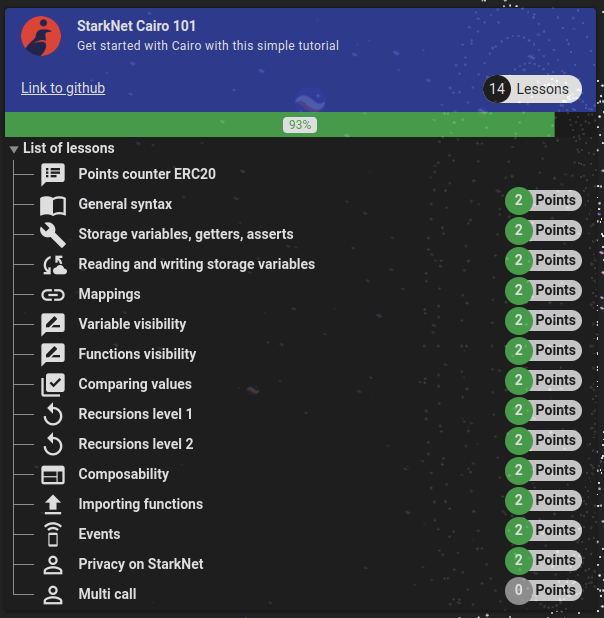 StarkNet Cairo 101
Get started with Cairo with this simple tutorial
Link to github
14 Lessons
93%
List of lessons
Points counter ERC20
General syntax 2 Points
Storage variables, getters, asserts 2 Points
Reading and writing storage variables 2 Points
Mappings 2 Points
Variable visibility 2 Points
Functions visibility 2 Points
Comparing values 2 Points
Recursions level 1 2 Points
Recursions level 2 2 Points
Composability 2 Points
Importing functions 2 Points
Events 2 Points
Privacy on StarkNet 2 Points
Multi call 0 Points